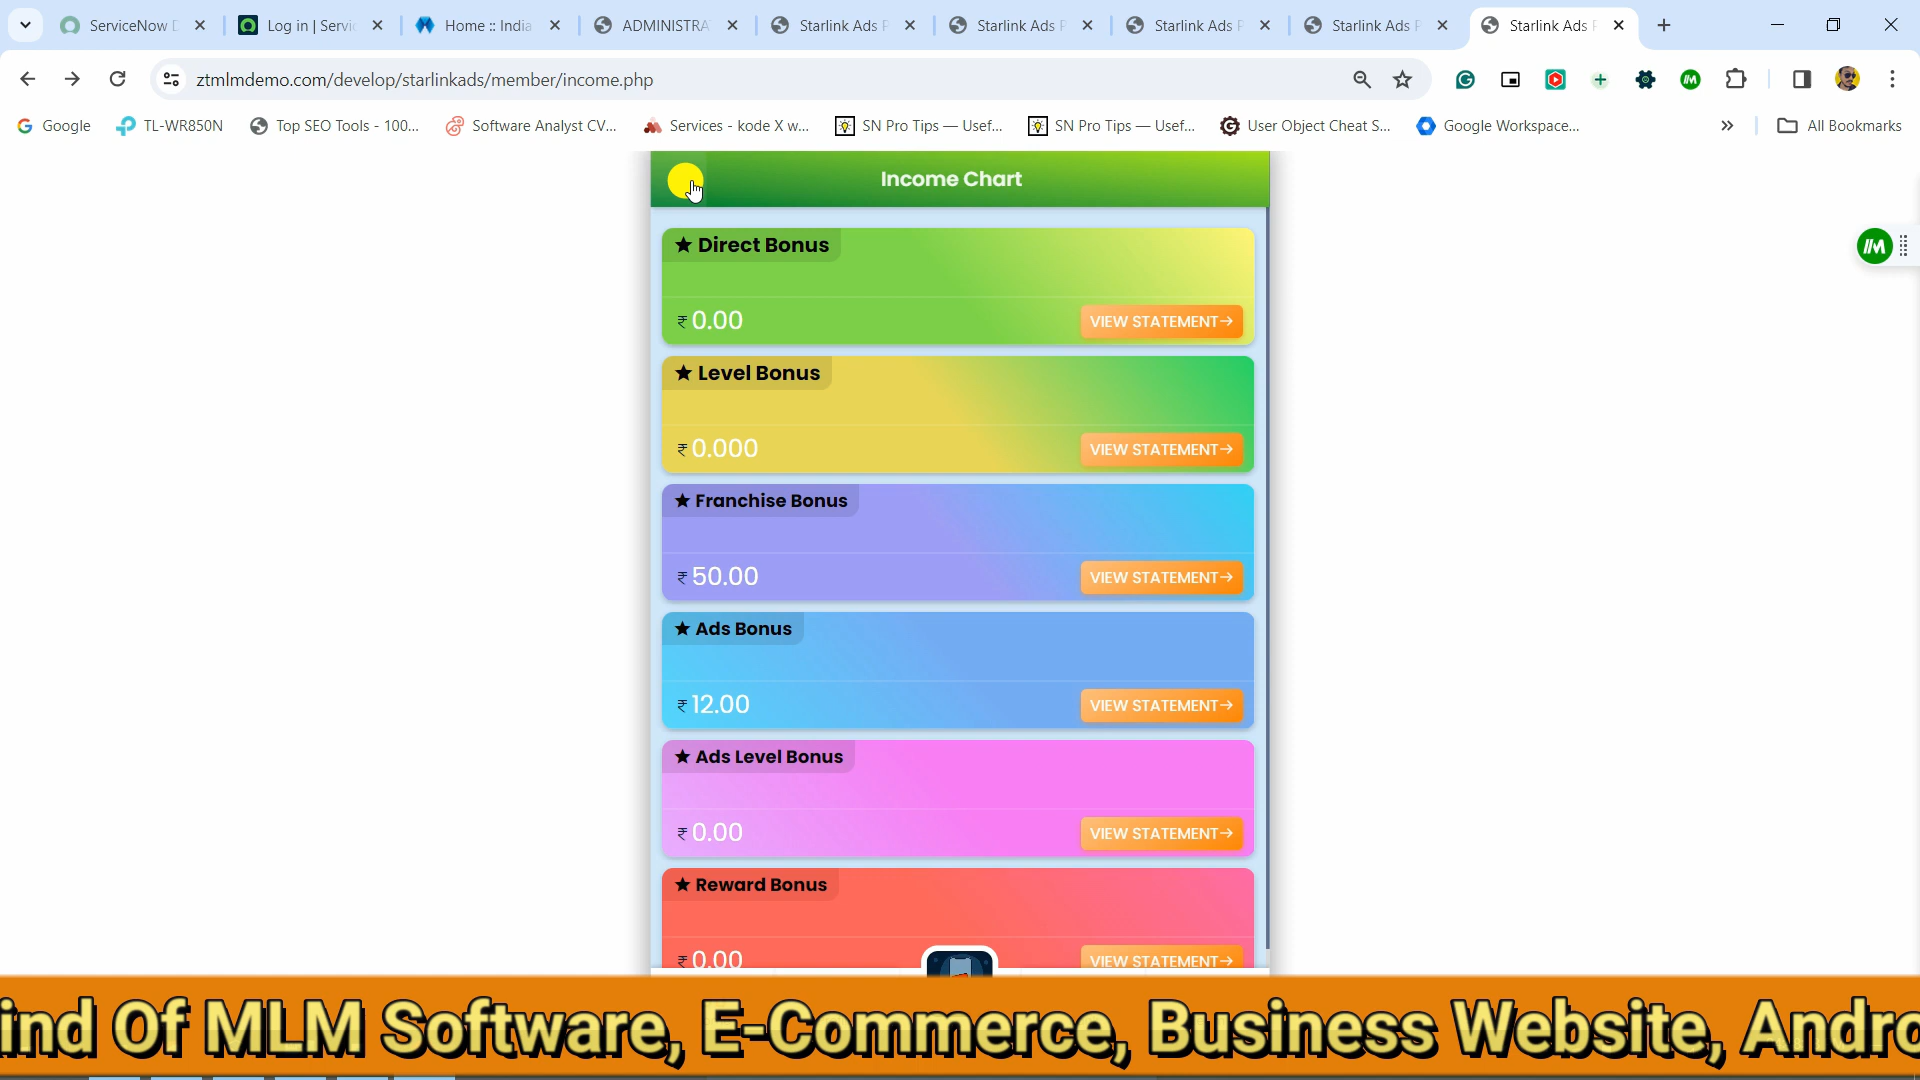 ServiceNow D
Log in | Servic
Home :: India
ADMINISTRA
Starlink Ads P
Starlink Ads P
Starlink Ads P
Starlink Ads P
Starlink Ads P
ztmlmdemo.com/develop/starlinkads/member/income.php
Google
TL-WR850N
Top SEO Tools - 100...
Software Analyst CV...
Services - kode X w...
SN Pro Tips — Usef...
SN Pro Tips — Usef...
User Object Cheat S...
Google Workspace...
All Bookmarks
Income Chart
★ Direct Bonus
₹ 0.00
VIEW STATEMENT→
★ Level Bonus
₹ 0.000
VIEW STATEMENT→
★ Franchise Bonus
₹ 50.00
VIEW STATEMENT→
★ Ads Bonus
₹ 12.00
VIEW STATEMENT→
★ Ads Level Bonus
₹ 0.00
VIEW STATEMENT→
★ Reward Bonus
₹ 0.00
VIEW STATEMENT→
ind Of MLM Software, E-Commerce, Business Website, Andro